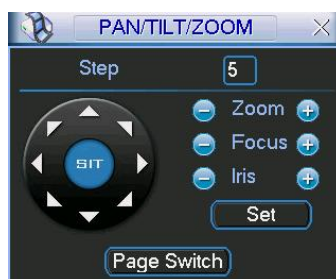 PAN/TILT/ZOOM
Step 5
Zoom
Focus
SIT
Iris
Set
Page Switch